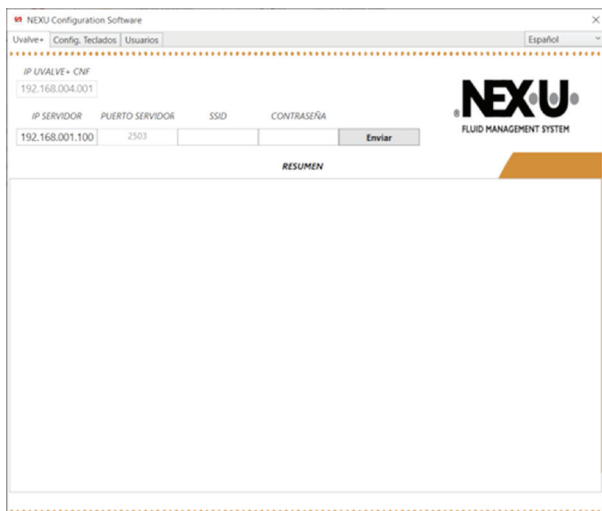 NEXU Configuration Software
Uvalve+ Config. Teclados Usuarios Español
IP UVALVE+ CNF
192.168.004.001
IP SERVIDOR PUERTO SERVIDOR SSID CONTRASEÑA
192.168.001.100 2503 Enviar
NEX·U·
FLUID MANAGEMENT SYSTEM
RESUMEN